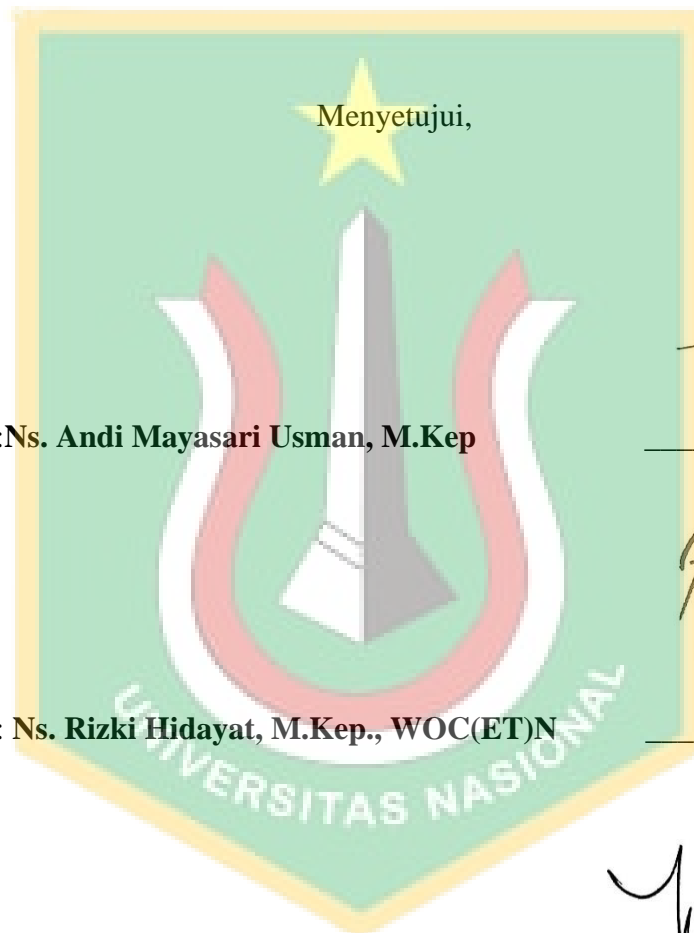 Menyetujui,
:Ns. Andi Mayasari Usman, M.Kep
: Ns. Rizki Hidayat, M.Kep., WOC(ET)N
UNIVERSITAS NASIONAL